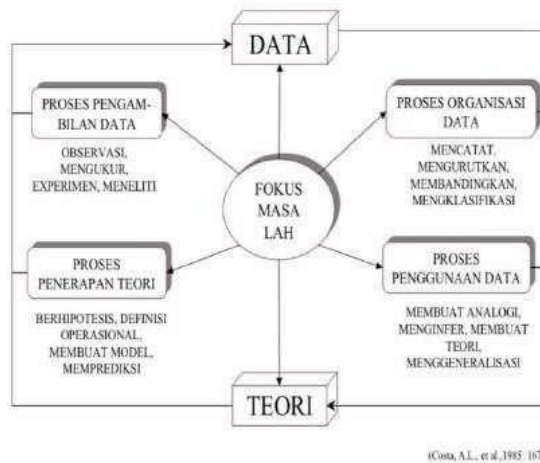 DATA
PROSES PENGAM-
BILAN DATA
OBSERVASI,
MENGUKUR,
EXPERIMEN, MENELITI
PROSES ORGANISASI
DATA
MENCATAT,
MENGURUTKAN,
MEMBANDINGKAN,
MENGKLASIFIKASI
FOKUS
MASA
LAH
PROSES
PENERAPAN TEORI
BERHIPOTESIS, DEFINISI
OPERASIONAL,
MEMBUAT MODEL,
MEMPREDIKSI
PROSES
PENGGUNAAN DATA
MEMBUAT ANALOGI,
MENGINFER, MEMBUAT
TEORI,
MENGGENERALISASI
TEORI
(Costa, A.L., et al.,1985: 167